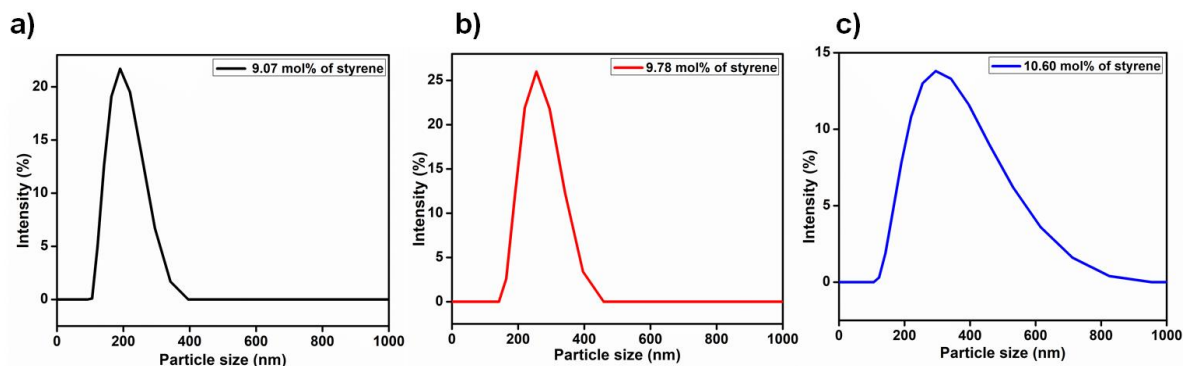 a)
9.07 mol% of styrene
Intensity (%)
20
15
10
5
0
0 200 400 600 800 1000
Particle size (nm)
b)
9.78 mol% of styrene
Intensity (%)
25
20
15
10
5
0
0 200 400 600 800 1000
Particle size (nm)
c)
10.60 mol% of styrene
Intensity (%)
15
10
5
0
0 200 400 600 800 1000
Particle size (nm)